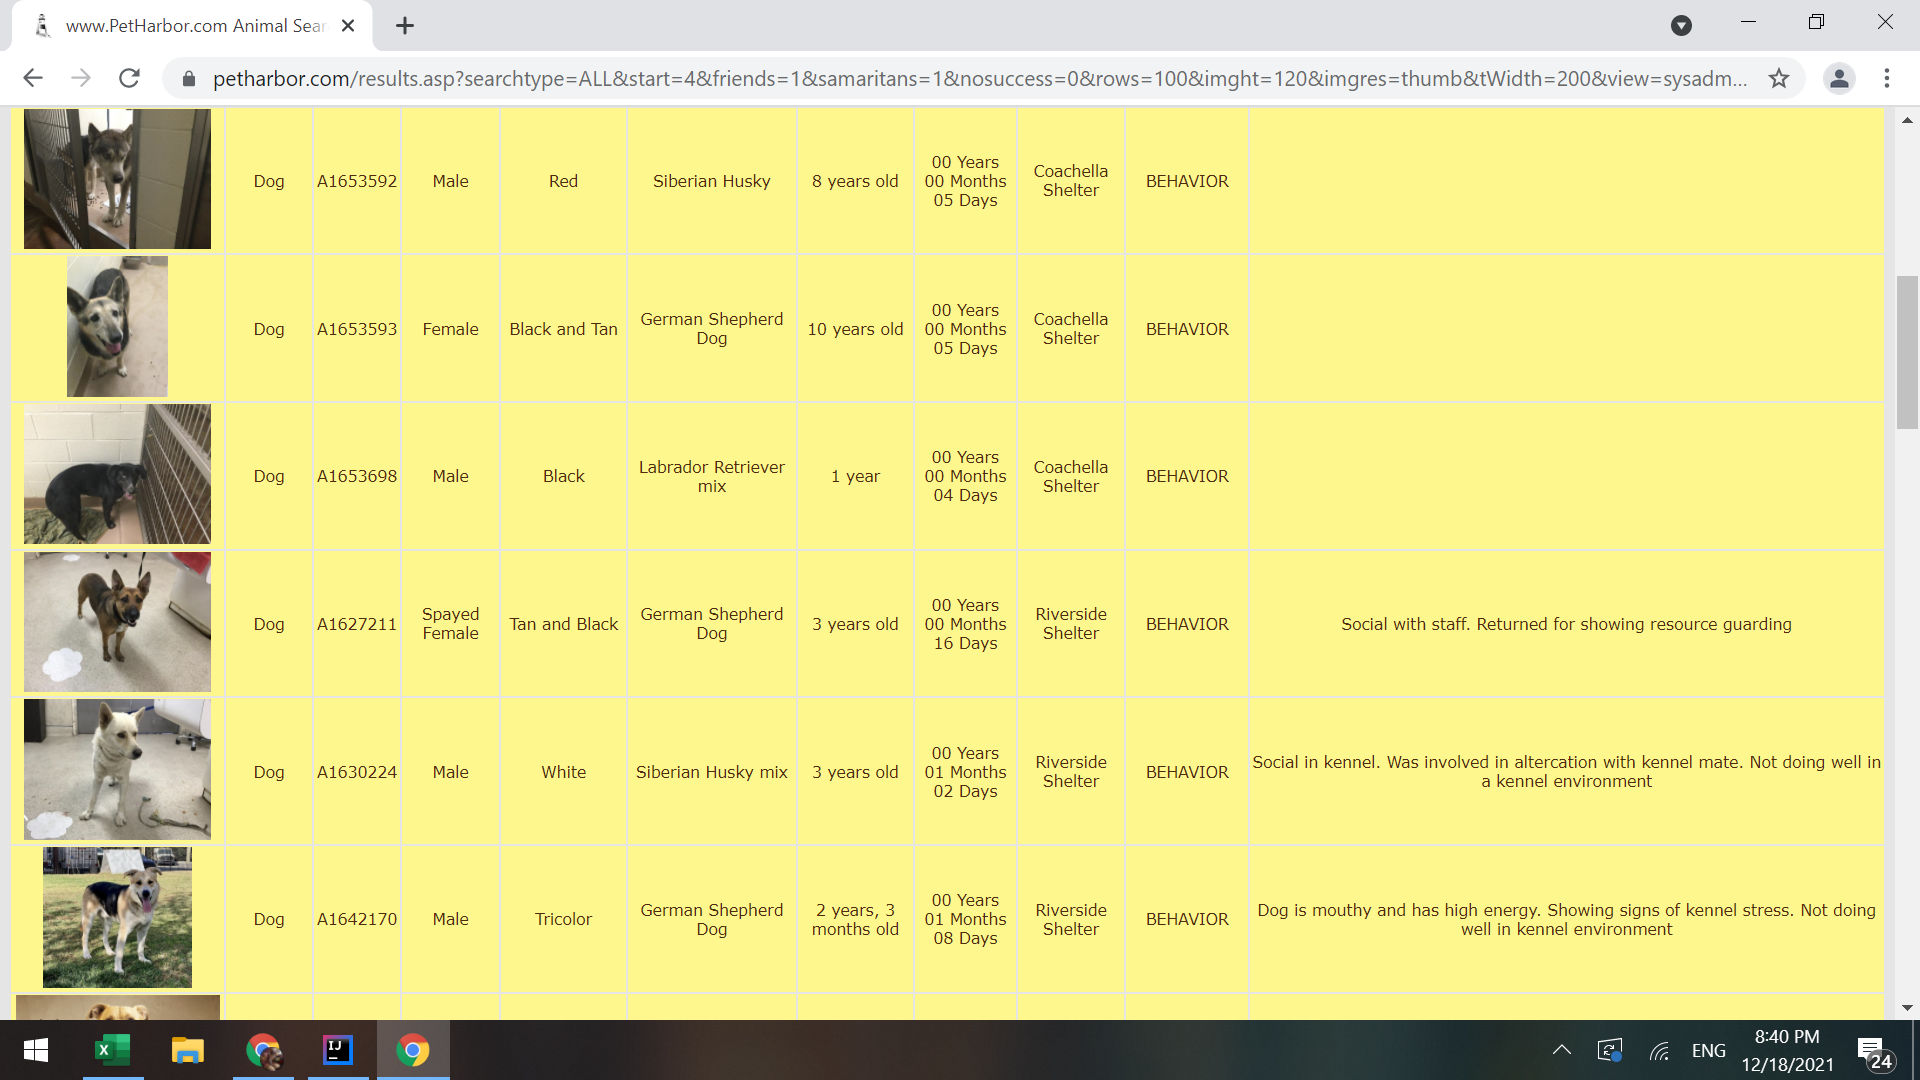 www.PetHarbor.com Animal Sear
petharbor.com/results.asp?searchtype=ALL&start=4&friends=1&samaritans=1&nosuccess=0&rows=100&imght=120&imgres=thumb&tWidth=200&view=sysadm...
Dog A1653592 Male Red Siberian Husky 8 years old 00 Years 00 Months 05 Days Coachella Shelter BEHAVIOR
Dog A1653593 Female Black and Tan German Shepherd Dog 10 years old 00 Years 00 Months 05 Days Coachella Shelter BEHAVIOR
Dog A1653698 Male Black Labrador Retriever mix 1 year 00 Years 00 Months 04 Days Coachella Shelter BEHAVIOR
Dog A1627211 Spayed Female Tan and Black German Shepherd Dog 3 years old 00 Years 00 Months 16 Days Riverside Shelter BEHAVIOR Social with staff. Returned for showing resource guarding
Dog A1630224 Male White Siberian Husky mix 3 years old 00 Years 01 Months 02 Days Riverside Shelter BEHAVIOR Social in kennel. Was involved in altercation with kennel mate. Not doing well in a kennel environment
Dog A1642170 Male Tricolor German Shepherd Dog 2 years, 3 months old 00 Years 01 Months 08 Days Riverside Shelter BEHAVIOR Dog is mouthy and has high energy. Showing signs of kennel stress. Not doing well in kennel environment
X
IJ
ENG
8:40 PM
12/18/2021
24